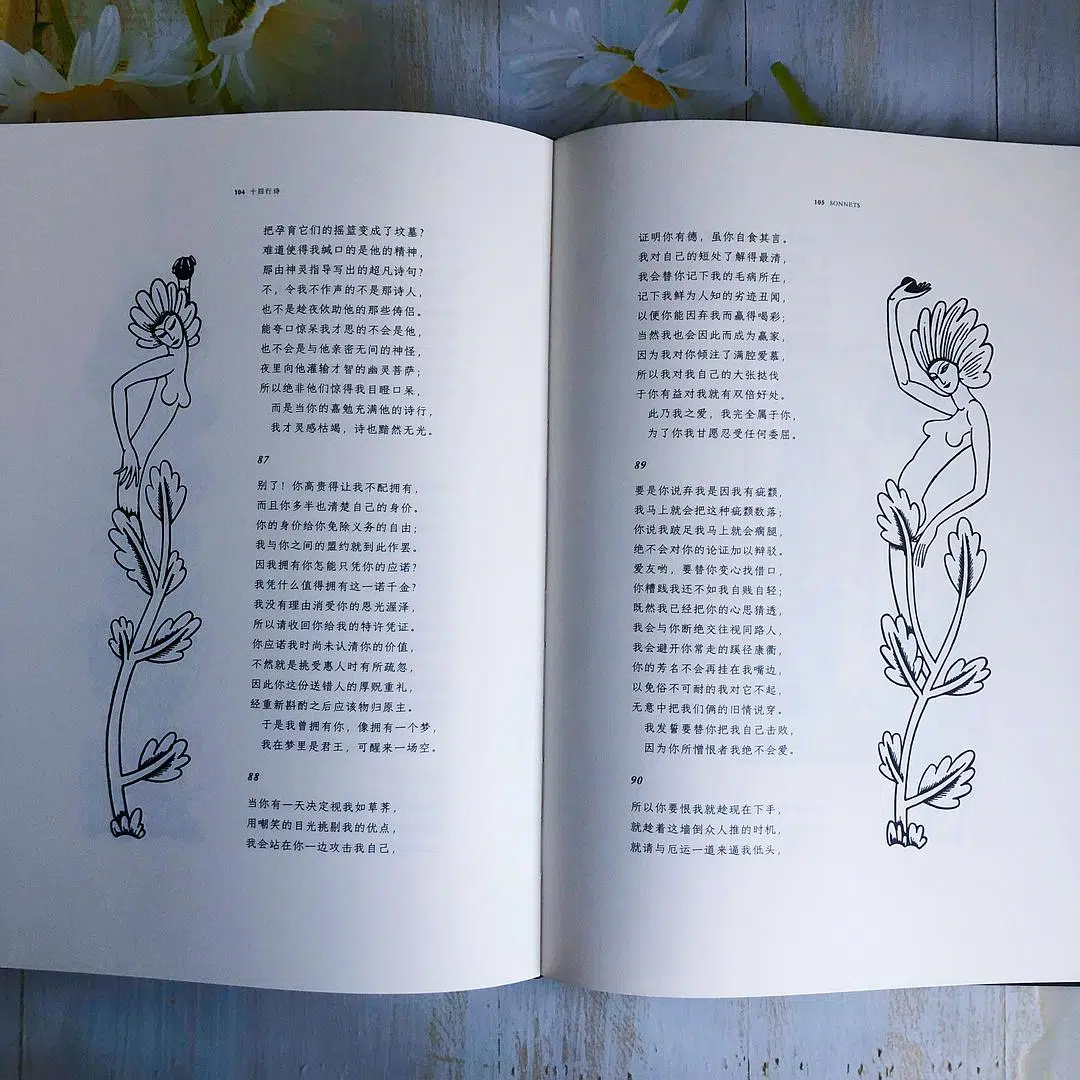 104 十四行诗
把孕育它们的摇篮变成了坟墓?
难道使得我缄口的是他的精神,
那由神灵指导写出的超凡诗句?
不,令我不作声的不是那诗人,
也不是趁夜佽助他的那些俦侣。
能夸口惊呆我才思的不会是他,
也不会是与他亲密无间的神怪,
夜里向他灌输才智的幽灵菩萨;
所以绝非他们惊得我目瞪口呆,
而是当你的嘉勉充满他的诗行,
我才灵感枯竭,诗也黯然无光。
87
别了!你高贵得让我不配拥有,
而且你多半也清楚自己的身价。
你的身价给你免除义务的自由;
我与你之间的盟约就到此作罢。
因我拥有你怎能只凭你的应诺?
我凭什么值得拥有这一诺千金?
我没有理由消受你的恩光渥泽,
所以请收回你给我的特许凭证。
你应诺我时尚未认清你的价值,
不然就是挑受惠人时有所疏忽,
因此你这份送错人的厚贶重礼,
经重新斟酌之后应该物归原主。
于是我曾拥有你,像拥有一个梦,
我在梦里是君王,可醒来一场空。
88
当你有一天决定视我如草荠,
用嘲笑的目光挑剔我的优点,
我会站在你一边攻击我自己,
105 SONNETS
证明你有德,虽你自食其言。
我对自己的短处了解得最清,
我会替你记下我的毛病所在,
记下我鲜为人知的劣迹丑闻,
以便你能因弃我而赢得喝彩;
当然我也会因此而成为赢家,
因为我对你倾注了满腔爱慕,
所以我对我自己的大张挞伐
于你有益对我就有双倍好处。
此乃我之爱,我完全属于你,
为了你我甘愿忍受任何委屈。
89
要是你说弃我是因我有疵颣,
我马上就会把这种疵颣数落;
你说我跛足我马上就会瘸腿,
绝不会对你的论证加以辩驳。
爱友哟,要替你变心找借口,
你糟践我还不如我自贱自轻;
既然我已经把你的心思猜透,
我会与你断绝交往视同路人,
我会避开你常走的蹊径康衢,
你的芳名不会再挂在我嘴边,
以免俗不可耐的我对它不起,
无意中把我们俩的旧情说穿。
我发誓要替你把我自己击败,
因为你所憎恨者我绝不会爱。
90
所以你要恨我就趁现在下手,
就趁着这墙倒众人推的时机,
就请与厄运一道来逼我低头,